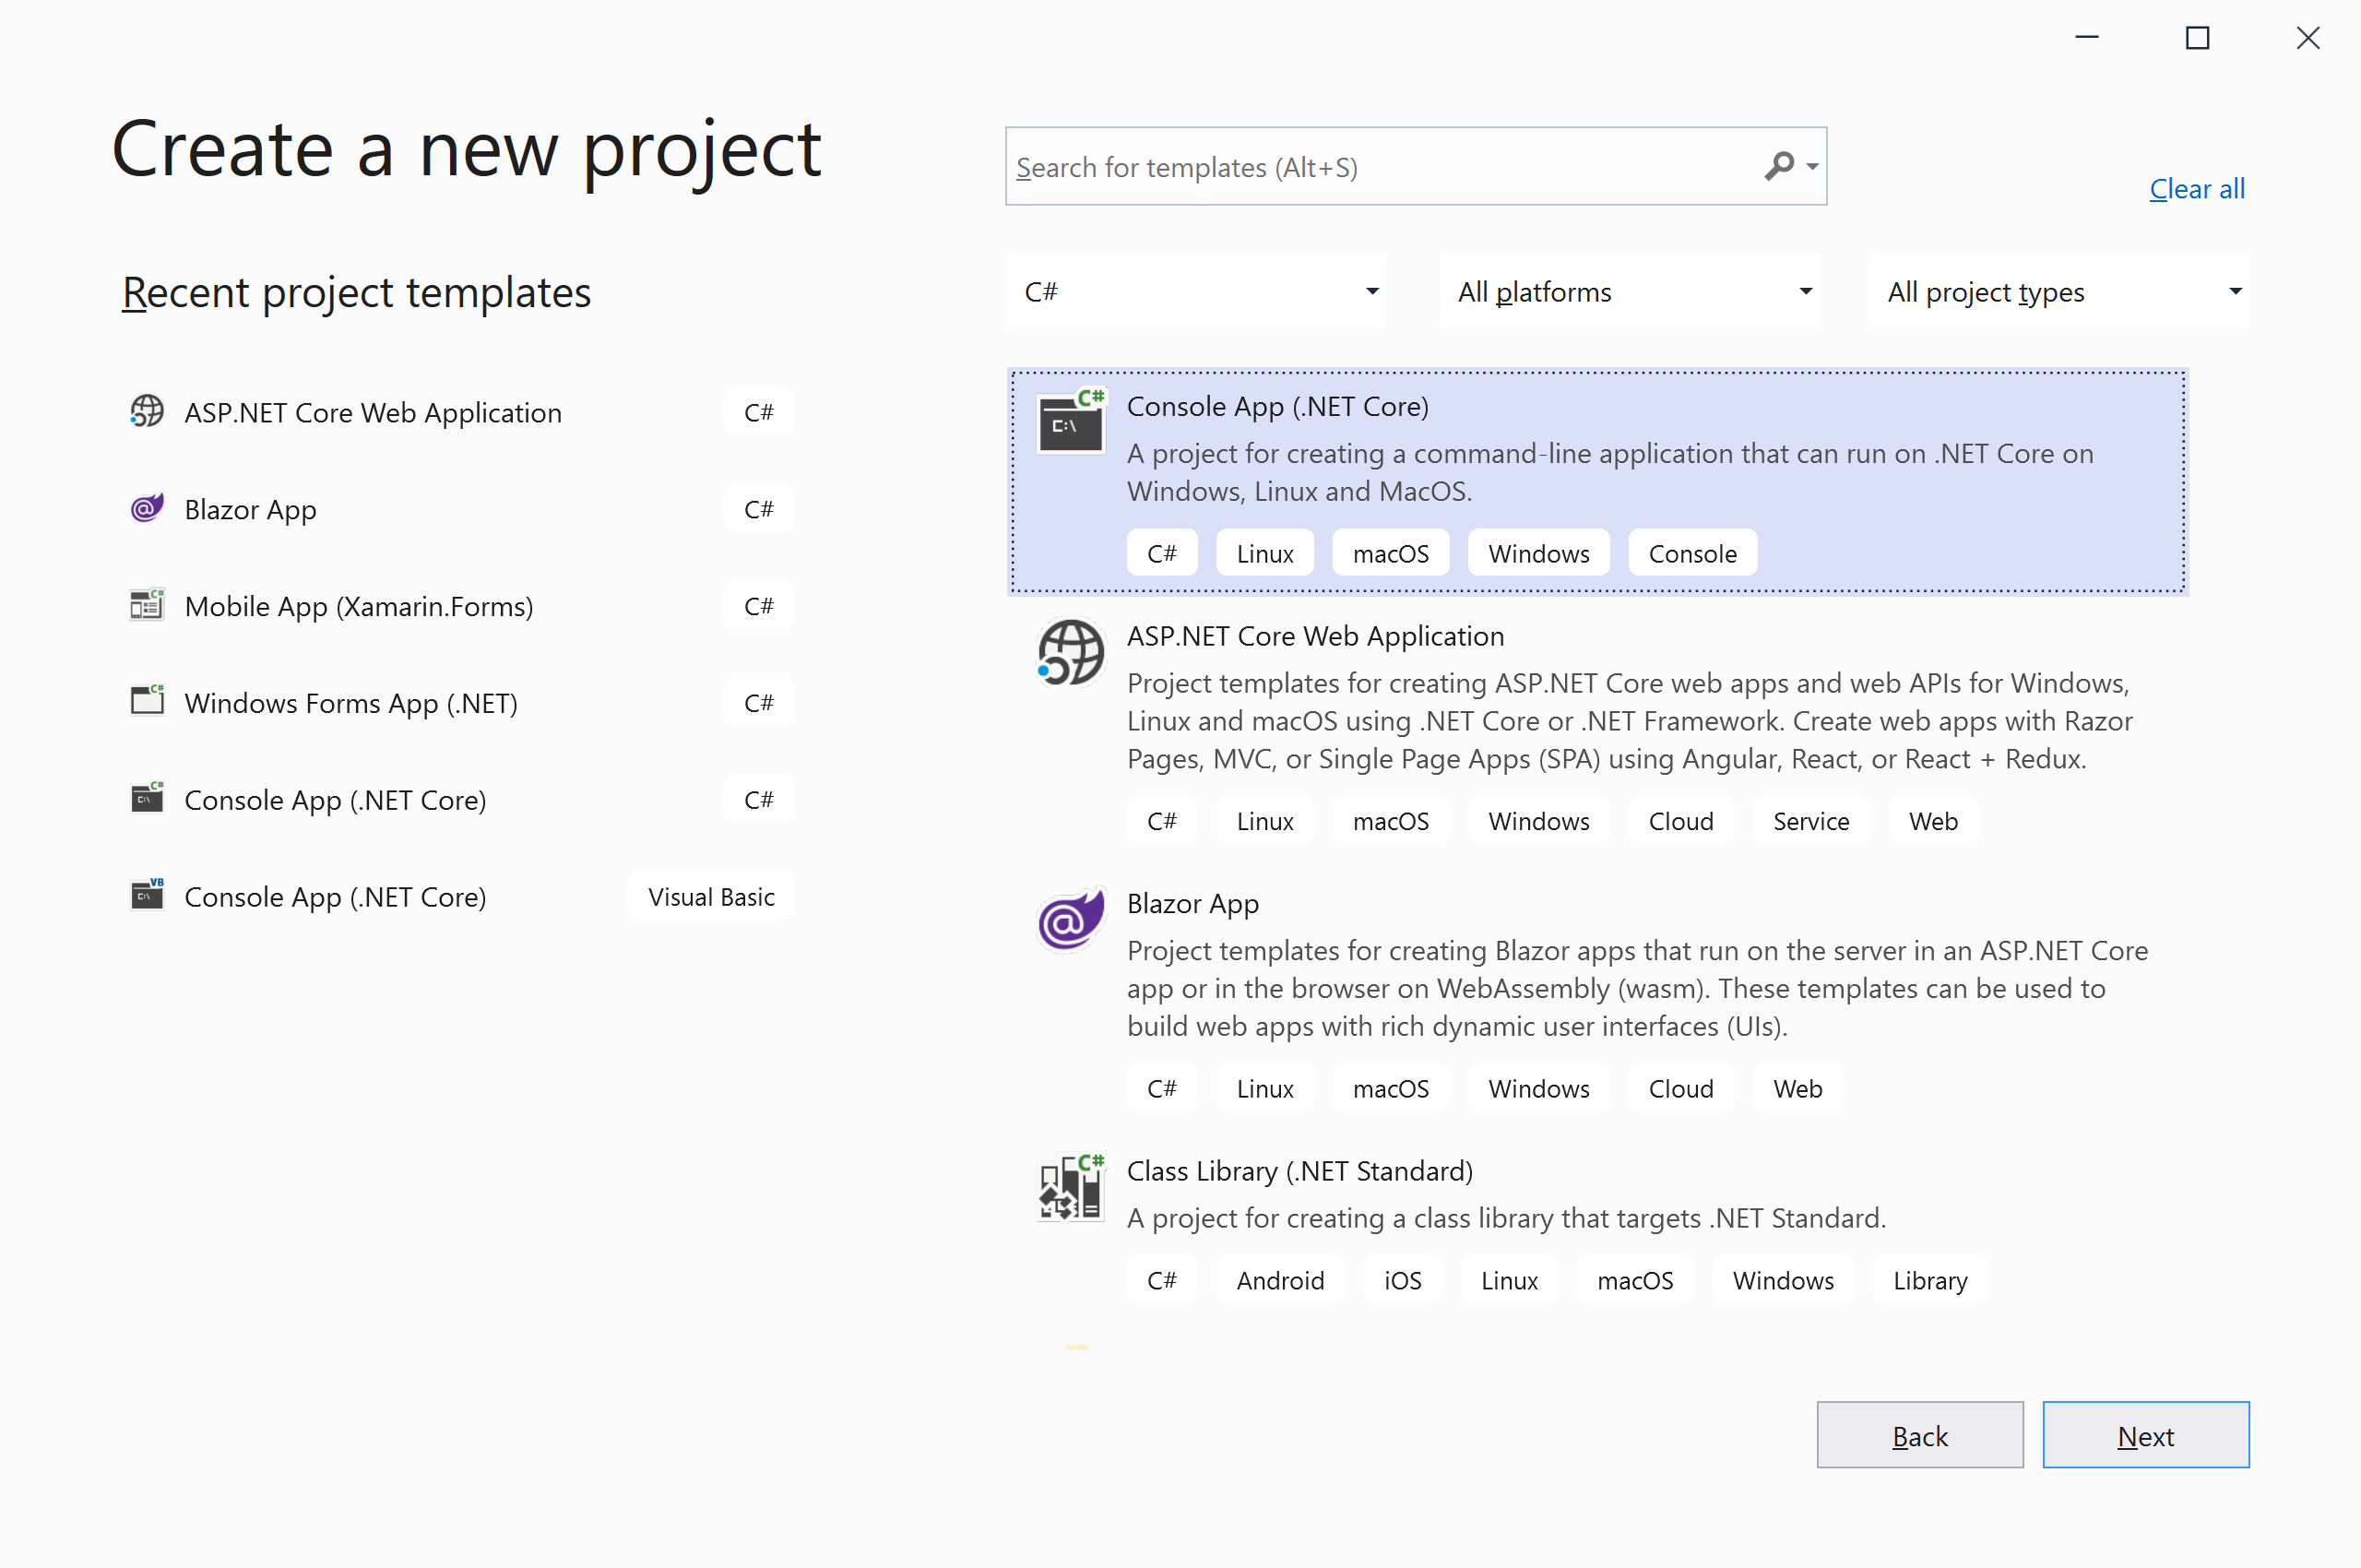 Create a new project
Search for templates (Alt+S)
Clear all
Recent project templates
C#
All platforms
All project types
ASP.NET Core Web Application
C#
Blazor App
C#
Mobile App (Xamarin.Forms)
C#
Windows Forms App (.NET)
C#
Console App (.NET Core)
C#
Console App (.NET Core)
Visual Basic
Console App (.NET Core)
A project for creating a command-line application that can run on .NET Core on
Windows, Linux and MacOS.
C# Linux macOS Windows Console
ASP.NET Core Web Application
Project templates for creating ASP.NET Core web apps and web APIs for Windows,
Linux and macOS using .NET Core or .NET Framework. Create web apps with Razor
Pages, MVC, or Single Page Apps (SPA) using Angular, React, or React + Redux.
C# Linux macOS Windows Cloud Service Web
Blazor App
Project templates for creating Blazor apps that run on the server in an ASP.NET Core
app or in the browser on WebAssembly (wasm). These templates can be used to
build web apps with rich dynamic user interfaces (UIs).
C# Linux macOS Windows Cloud Web
Class Library (.NET Standard)
A project for creating a class library that targets .NET Standard.
C# Android iOS Linux macOS Windows Library
Back
Next